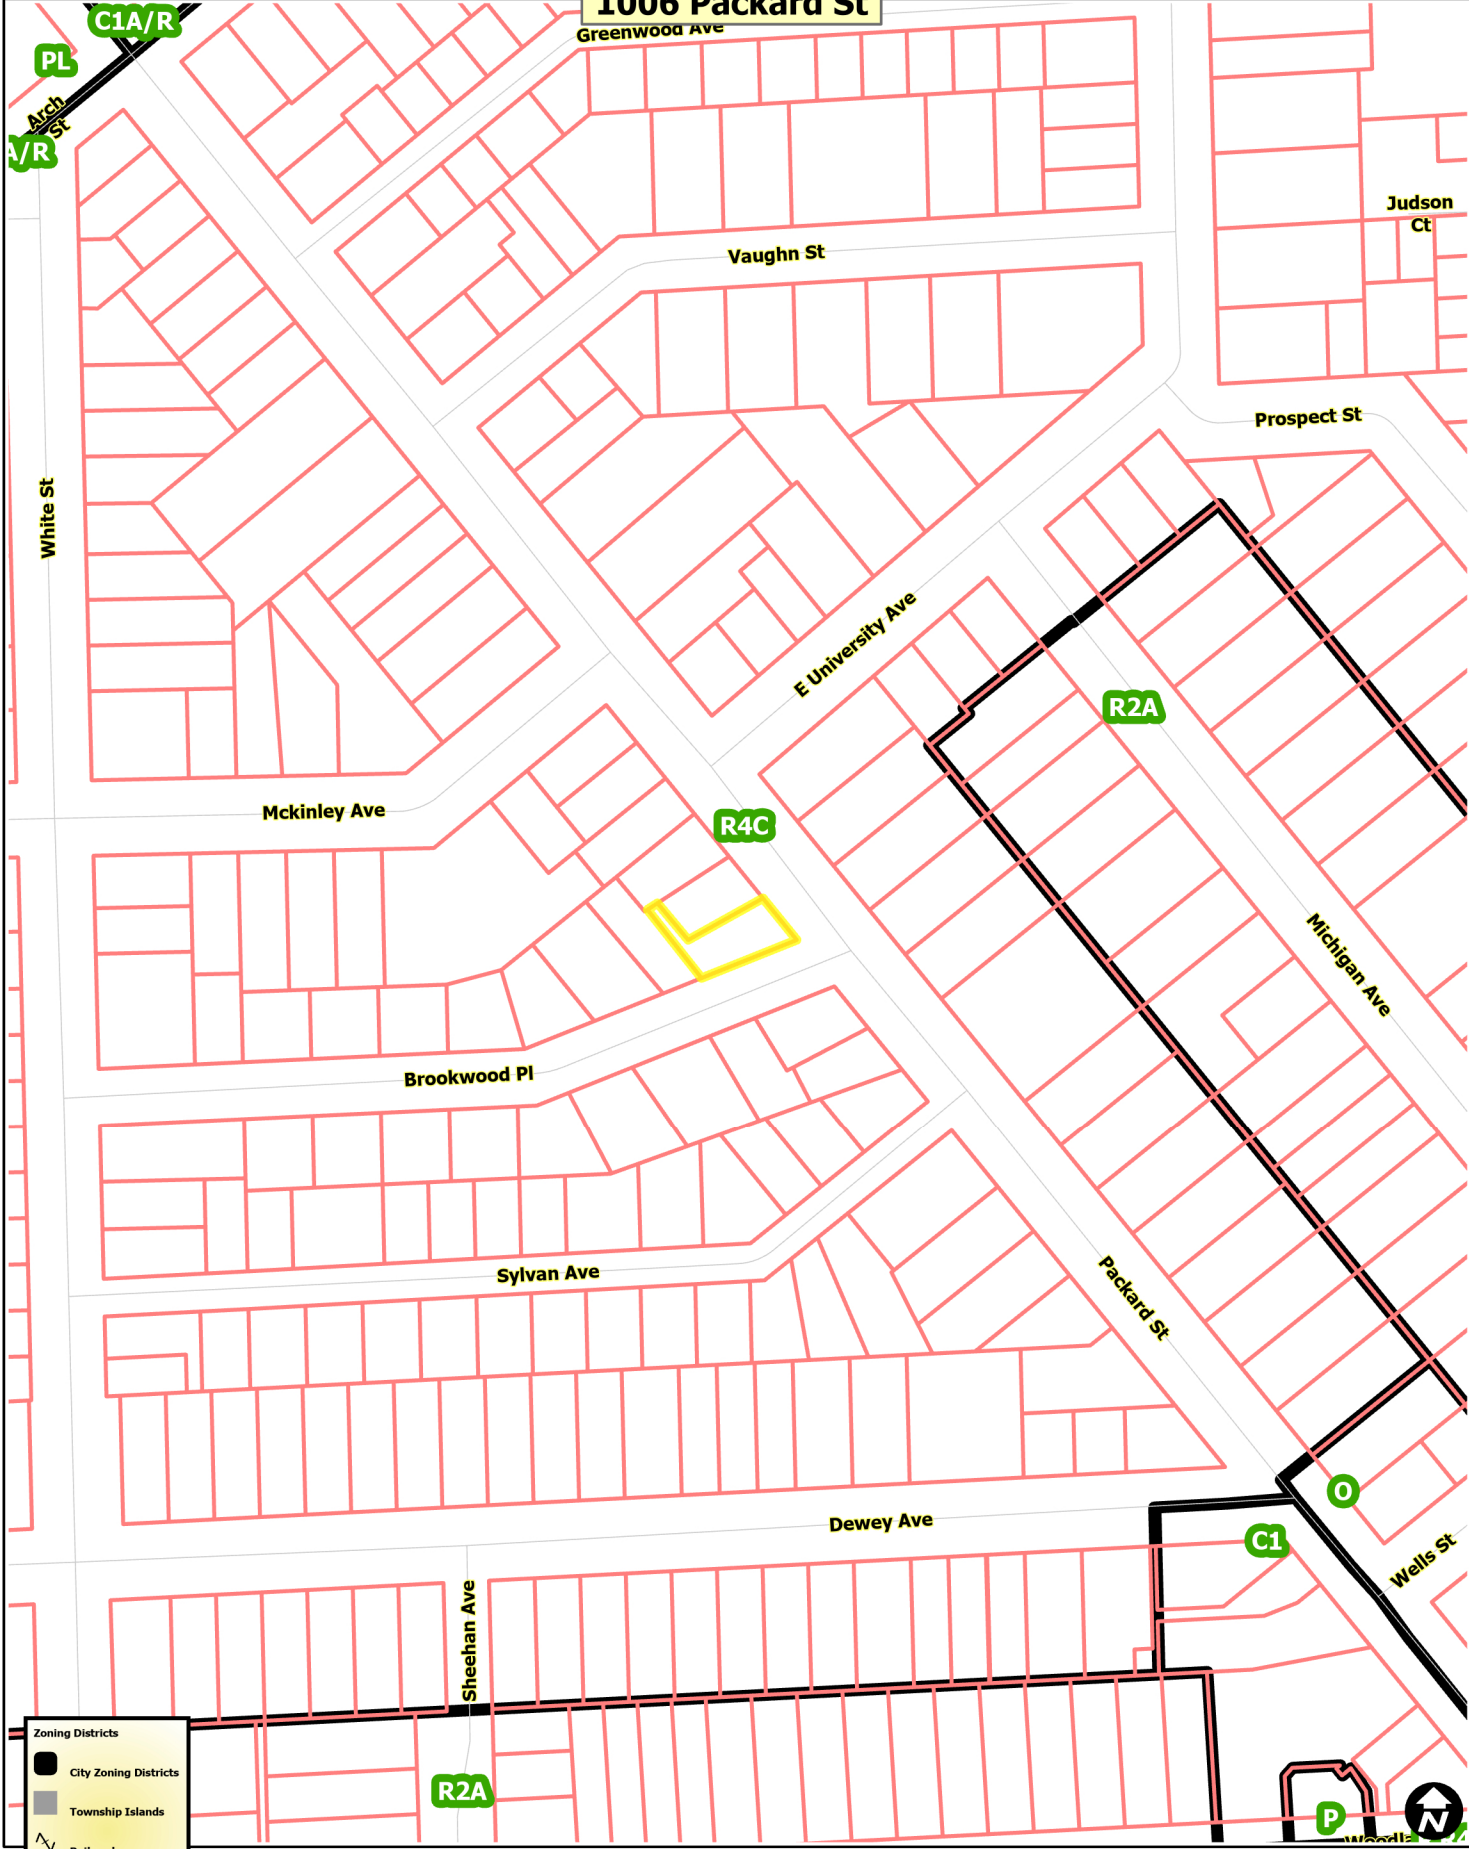 1006 Packard St
C1A/R
PL
Arch
St
A/R
Greenwood Ave
Judson
Ct
Vaughn St
Prospect St
White St
E University Ave
R2A
Mckinley Ave
R4C
Michigan Ave
Brookwood Pl
Sylvan Ave
Packard St
O
Dewey Ave
C1
Wells St
Sheehan Ave
Zoning Districts
City Zoning Districts
Township Islands
R2A
P
N